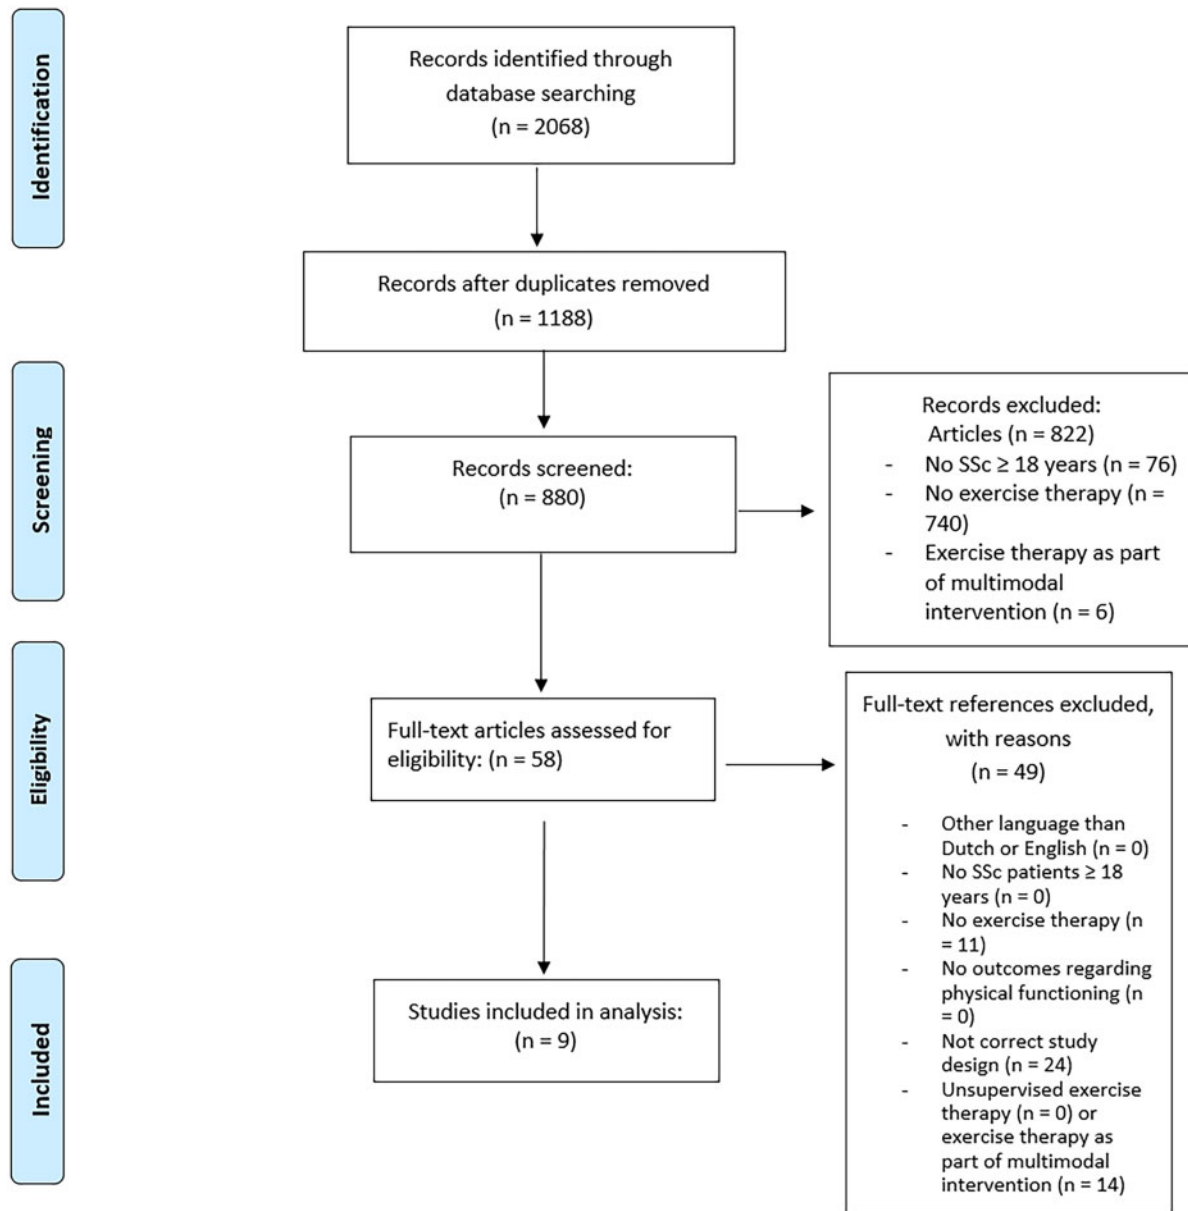 Identification
Records identified through
database searching
(n = 2068)
Records after duplicates removed
(n = 1188)
Screening
Records screened:
(n = 880)
Records excluded:
Articles (n = 822)
- No SSc ≥ 18 years (n = 76)
- No exercise therapy (n =
740)
- Exercise therapy as part
of multimodal
intervention (n = 6)
Eligibility
Full-text articles assessed for
eligibility: (n = 58)
Full-text references excluded,
with reasons
(n = 49)
- Other language than
Dutch or English (n = 0)
- No SSc patients ≥ 18
years (n = 0)
- No exercise therapy (n
= 11)
- No outcomes regarding
physical functioning (n
= 0)
- Not correct study
design (n = 24)
- Unsupervised exercise
therapy (n = 0) or
exercise therapy as
part of multimodal
intervention (n = 14)
Included
Studies included in analysis:
(n = 9)